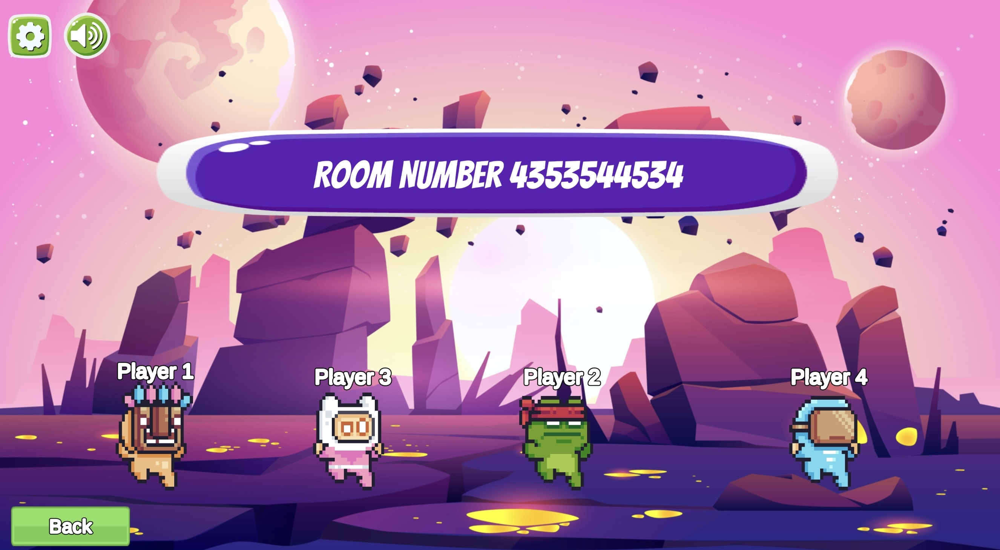 ROOM NUMBER 4353544534
Player 1
Player 3
Player 2
Player 4
Back